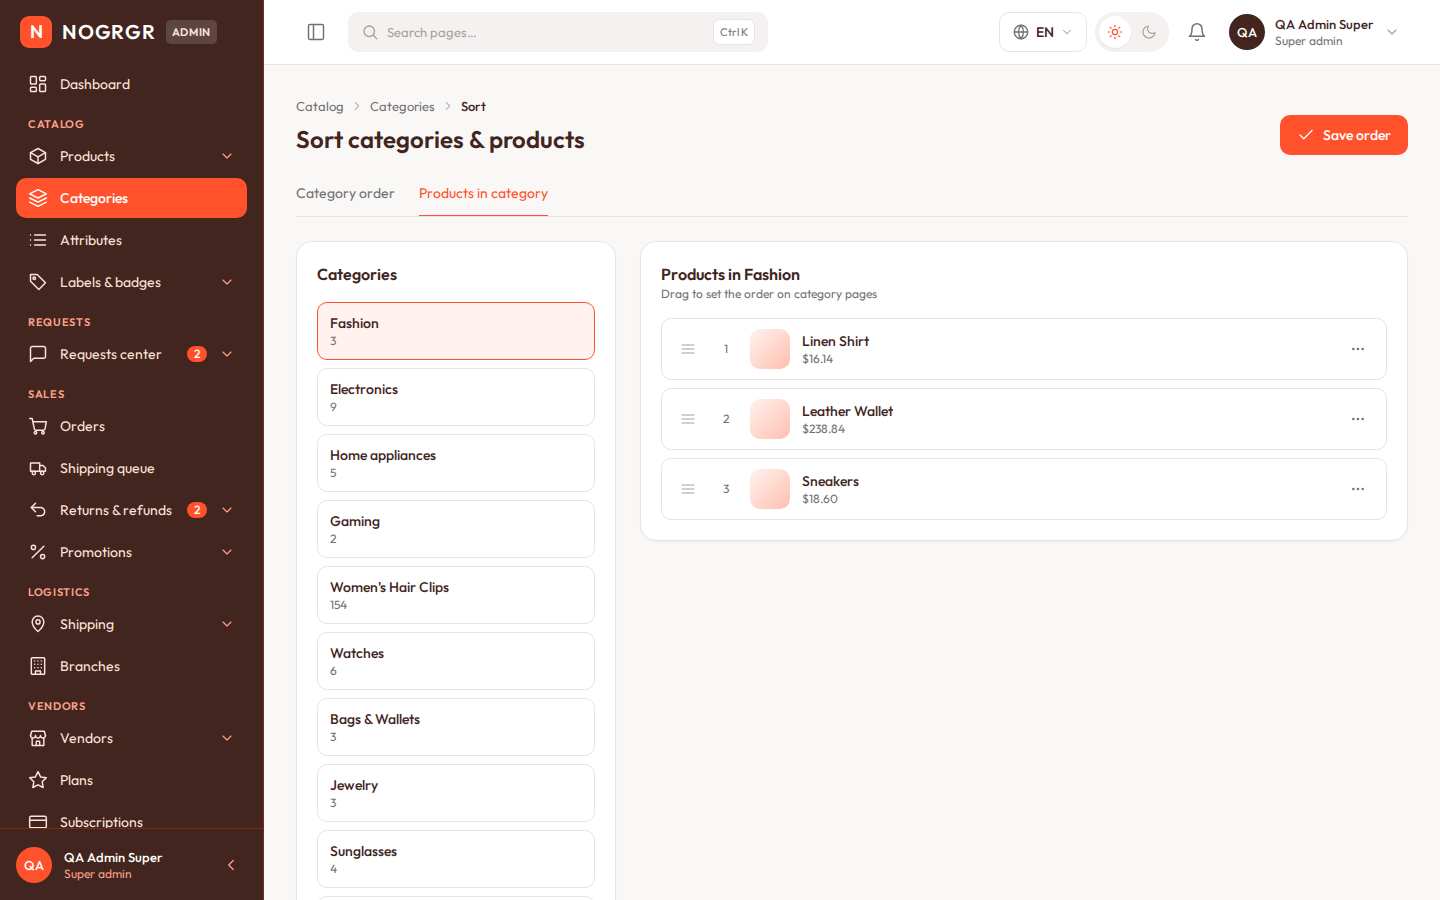 N NOGRGR ADMIN
Search pages...
Ctrl K
EN
QA
QA Admin Super
Super admin
Dashboard
CATALOG
Products
Categories
Attributes
Labels & badges
REQUESTS
Requests center 2
SALES
Orders
Shipping queue
Returns & refunds 2
Promotions
LOGISTICS
Shipping
Branches
VENDORS
Vendors
Plans
Subscriptions
QA
QA Admin Super
Super admin
Catalog > Categories > Sort
Sort categories & products
Save order
Category order
Products in category
Categories
Fashion
3
Electronics
9
Home appliances
5
Gaming
2
Women's Hair Clips
154
Watches
6
Bags & Wallets
3
Jewelry
3
Sunglasses
4
Products in Fashion
Drag to set the order on category pages
1
Linen Shirt
$16.14
2
Leather Wallet
$238.84
3
Sneakers
$18.60